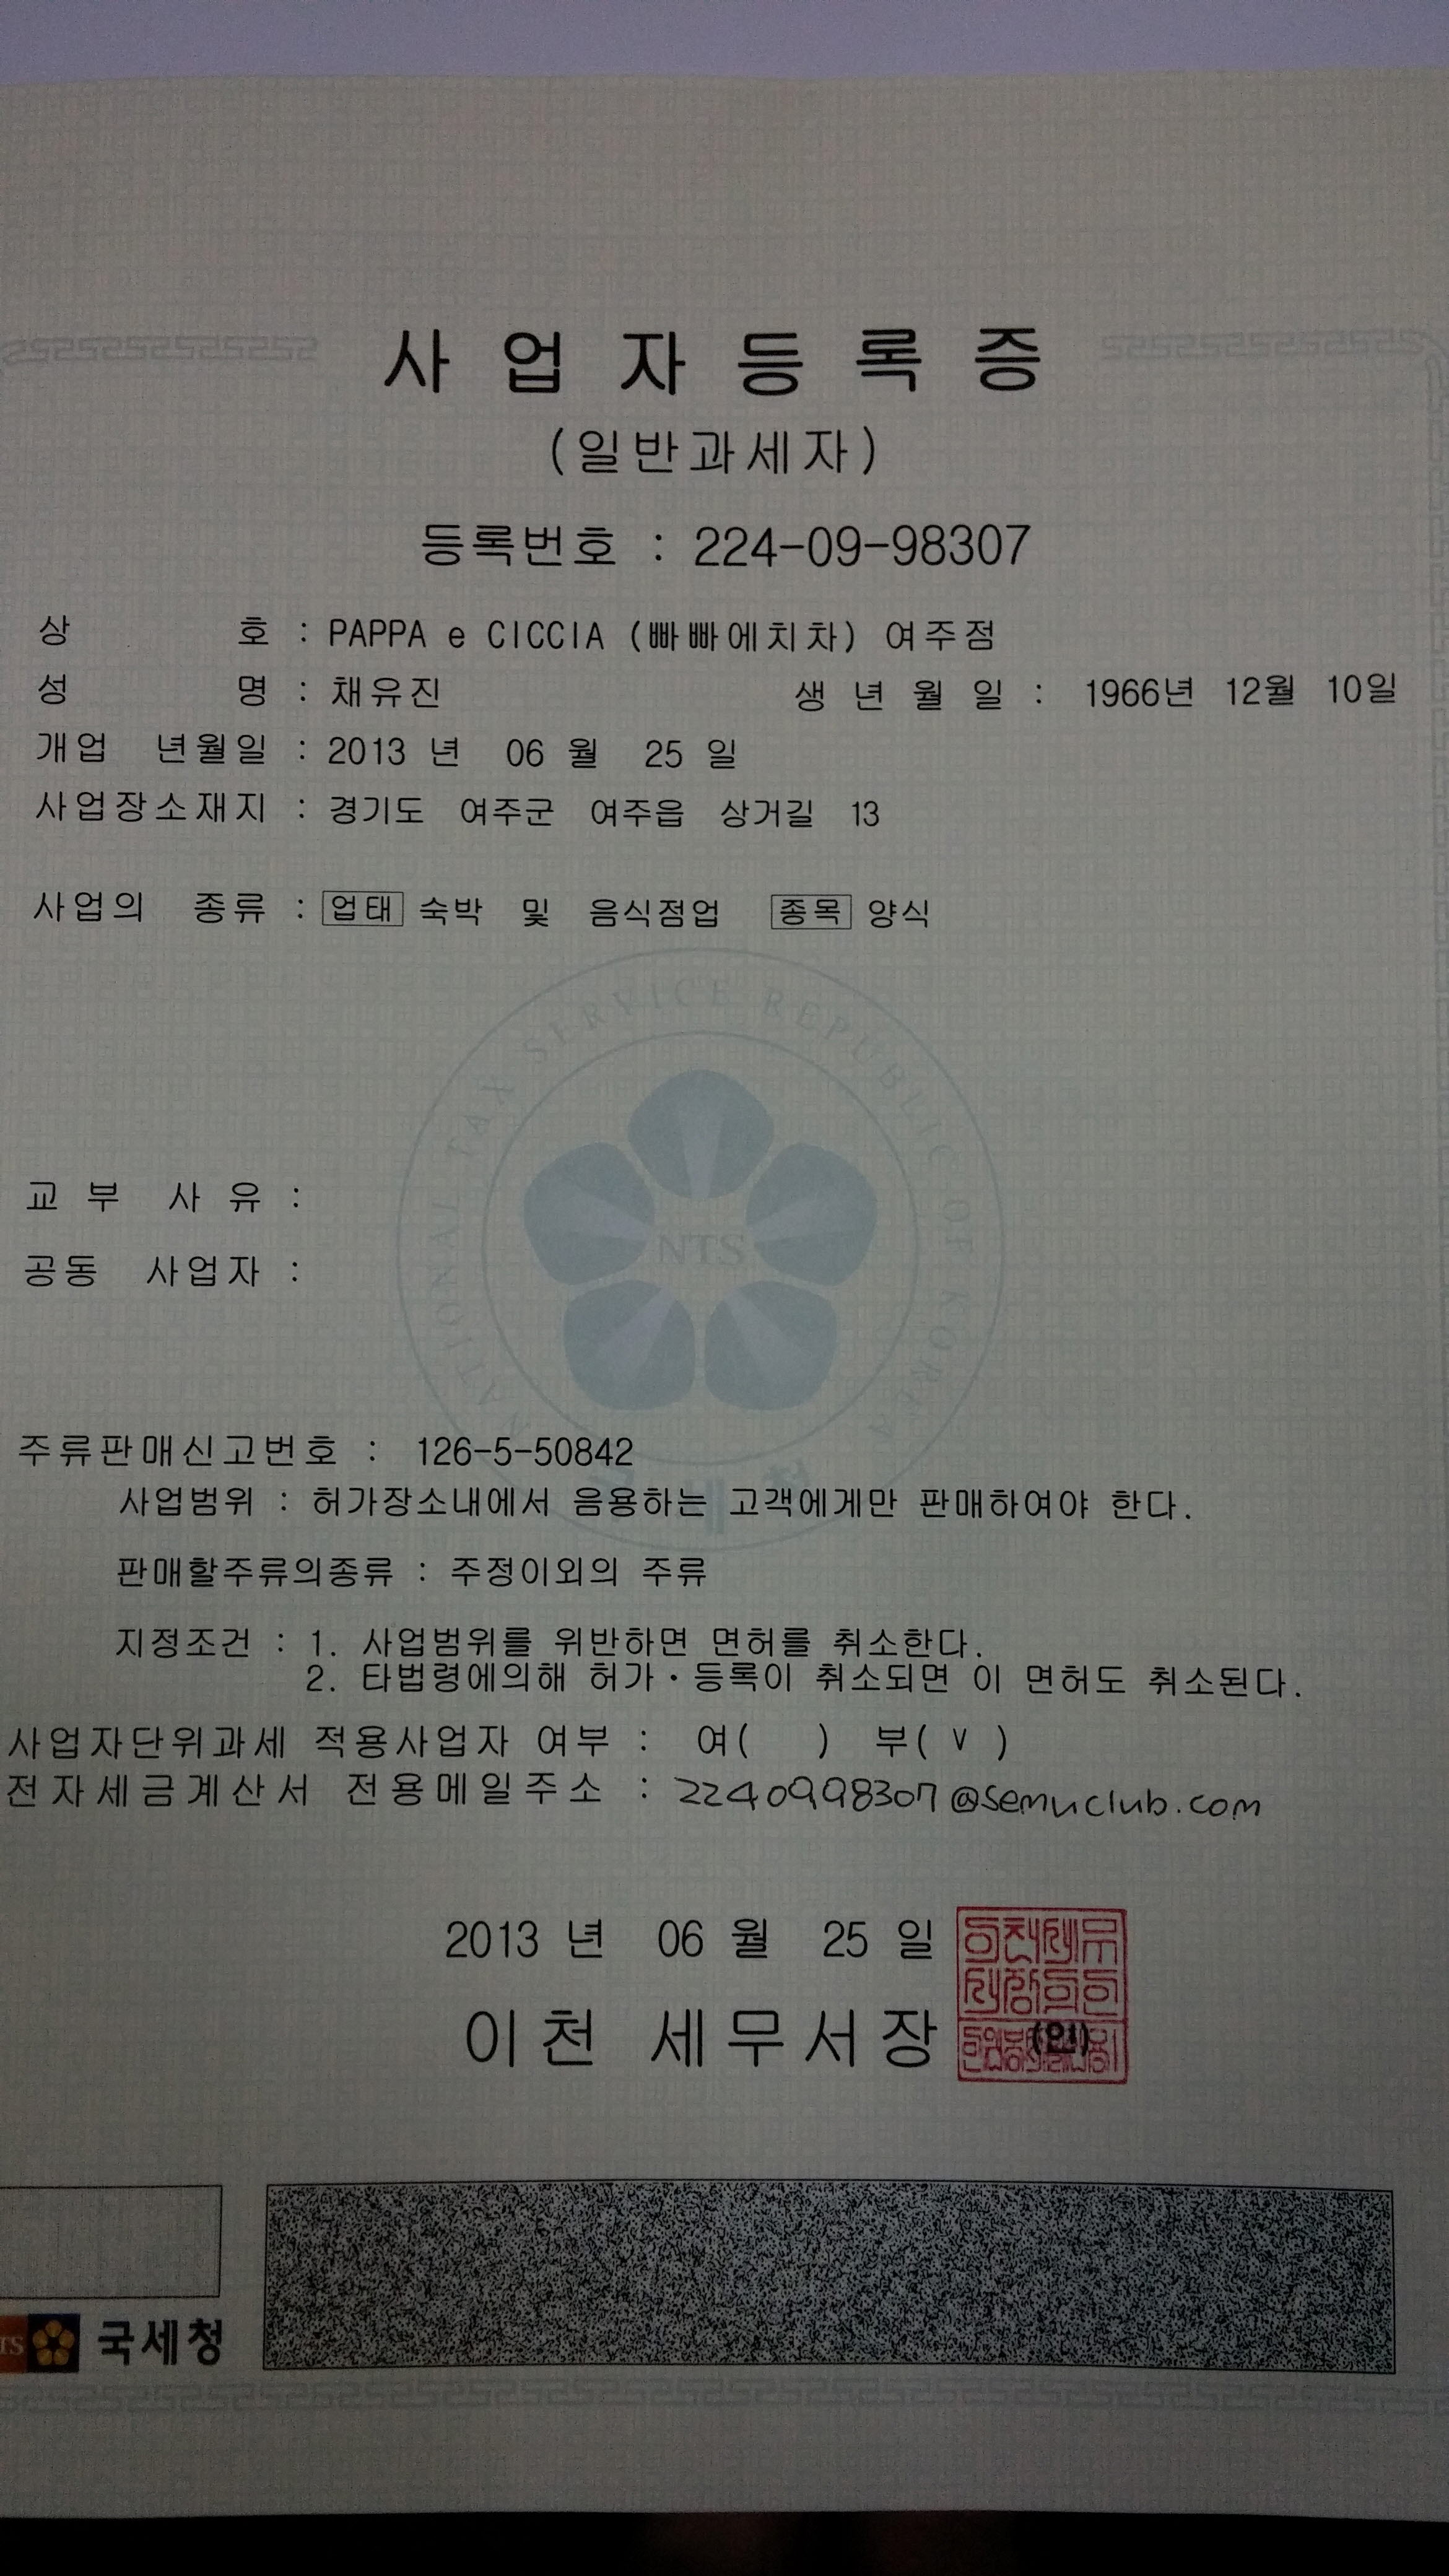 사업자등록증
(일반과세자)
등록번호 : 224-09-98307
상 호 : PAPPA e CICCIA (빠빠에치차) 여주점
성 명 : 채유진 생년월일 : 1966년 12월 10일
개업 년월일 : 2013 년 06 월 25 일
사업장소재지 : 경기도 여주군 여주읍 상거길 13
사업의 종류 : 업태 숙박 및 음식점업 종목 양식
NATIONAL TAX SERVICE REPUBLIC OF KOREA
NTS
교부 사유 :
공동 사업자 :
주류판매신고번호 : 126-5-50842
사업범위 : 허가장소내에서 음용하는 고객에게만 판매하여야 한다.
판매할주류의종류 : 주정이외의 주류
지정조건 : 1. 사업범위를 위반하면 면허를 취소한다.
2. 타법령에의해 허가·등록이 취소되면 이 면허도 취소된다.
사업자단위과세 적용사업자 여부 : 여( ) 부( v )
전자세금계산서 전용메일주소 : 2240998307@semuclub.com
2013 년 06 월 25 일
이천 세무서장 (인)
TS 국세청